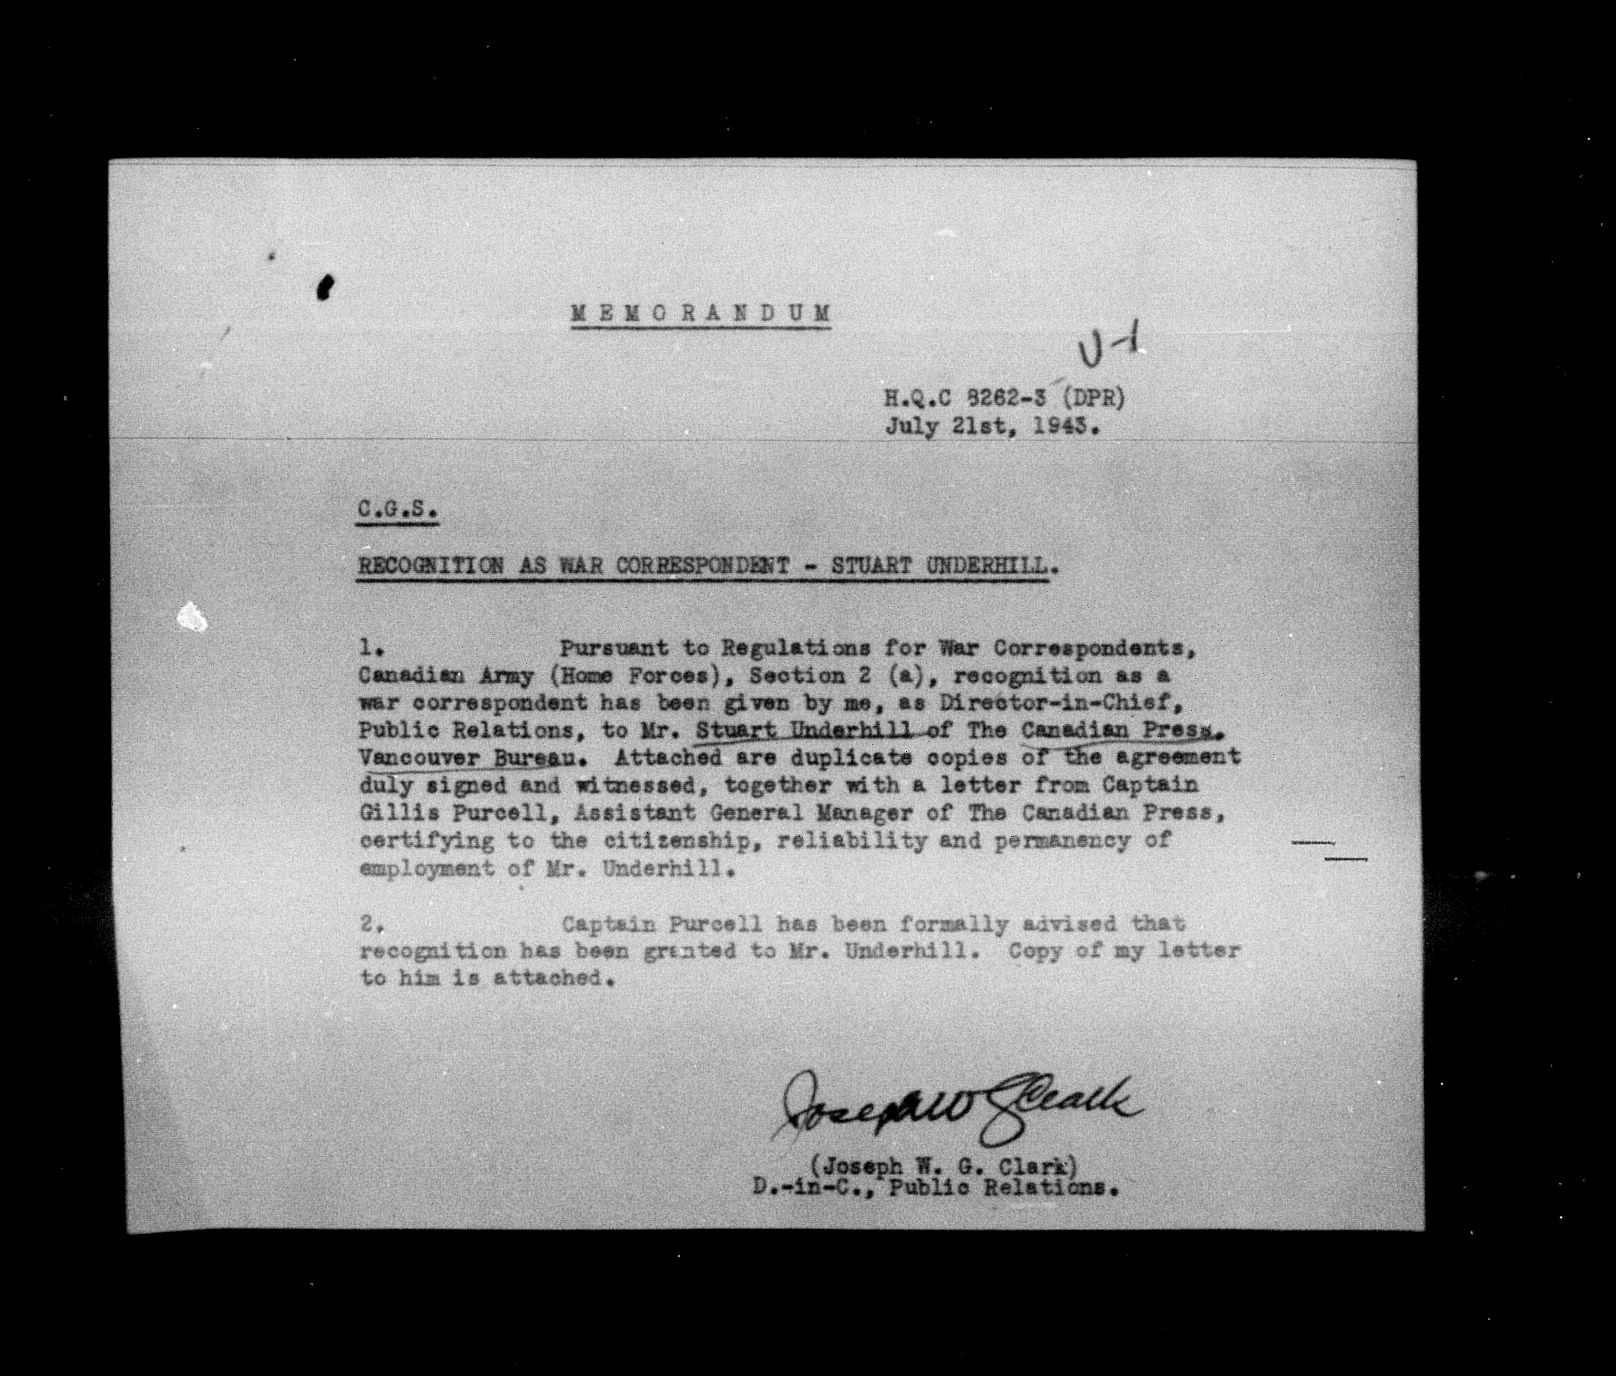 M E M O R A N D U M
U-1
H.Q.C 8262-3 (DPR)
July 21st, 1943.
C.G.S.
RECOGNITION AS WAR CORRESPONDENT - STUART UNDERHILL.
1. Pursuant to Regulations for War Correspondents,
Canadian Army (Home Forces), Section 2 (a), recognition as a
war correspondent has been given by me, as Director-in-Chief,
Public Relations, to Mr. Stuart Underhill of The Canadian Press,
Vancouver Bureau. Attached are duplicate copies of the agreement
duly signed and witnessed, together with a letter from Captain
Gillis Purcell, Assistant General Manager of The Canadian Press,
certifying to the citizenship, reliability and permanency of
employment of Mr. Underhill.
2. Captain Purcell has been formally advised that
recognition has been granted to Mr. Underhill. Copy of my letter
to him is attached.
Joseph W G Clark
(Joseph W. G. Clark)
D.-in-C., Public Relations.